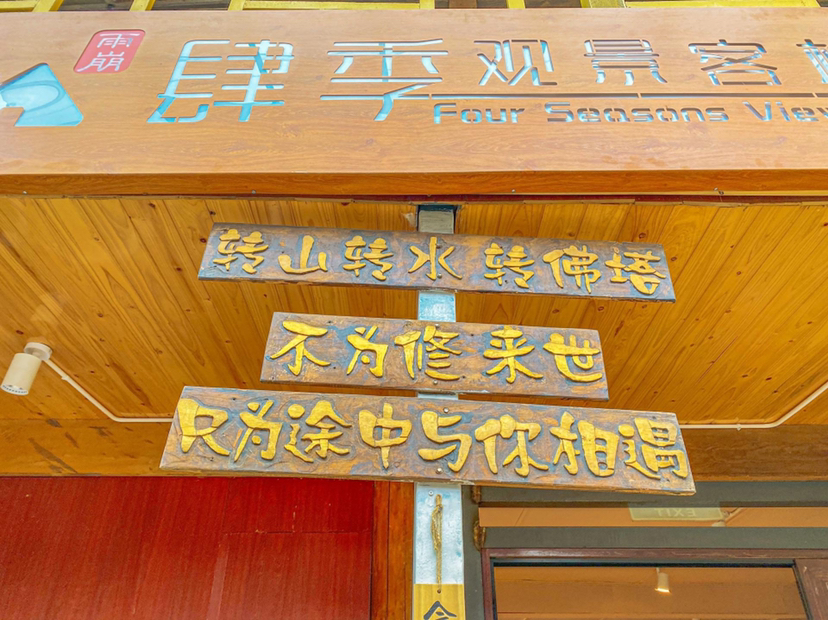 雨崩
肆季观景客
Four Seasons View
转山转水 转佛塔
不为修来世
只为途中与你相遇
今